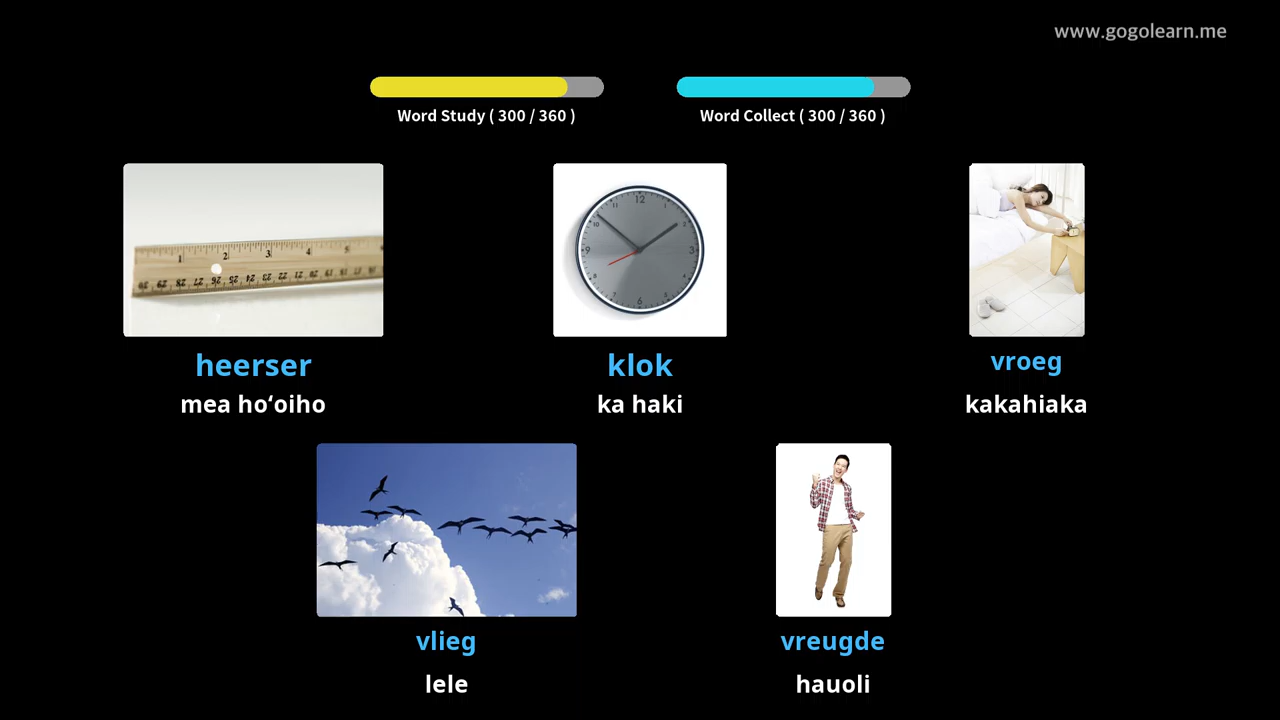 www.gogolearn.me
Word Study ( 300 / 360 )
Word Collect ( 300 / 360 )
heerser
mea hoʻoiho
klok
ka haki
vroeg
kakahiaka
vlieg
lele
vreugde
hauoli